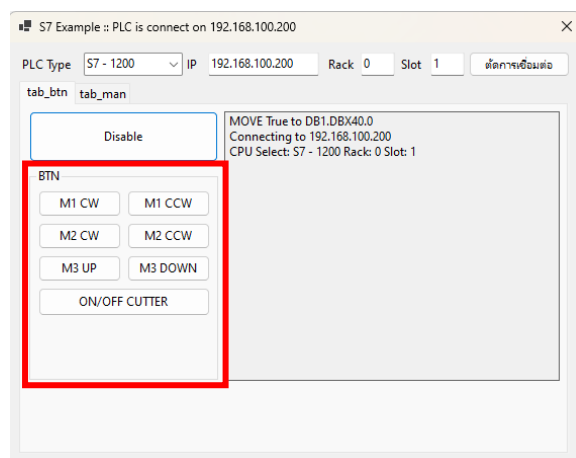 S7 Example :: PLC is connect on 192.168.100.200
PLC Type S7 - 1200 IP 192.168.100.200 Rack 0 Slot 1 ตัดการเชื่อมต่อ
tab_btn tab_man
Disable
MOVE True to DB1.DBX40.0
Connecting to 192.168.100.200
CPU Select: S7 - 1200 Rack: 0 Slot: 1
BTN
M1 CW M1 CCW
M2 CW M2 CCW
M3 UP M3 DOWN
ON/OFF CUTTER